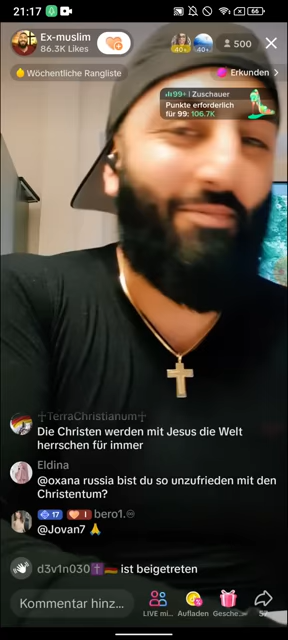 21:17
66
Ex-muslim
86.3K Likes
40+
40+
500
Wöchentliche Rangliste
Erkunden >
99+ | Zuschauer
Punkte erforderlich
für 99: 106.7K
┼TerraChristianum┼
Die Christen werden mit Jesus die Welt
herrschen für immer
Eldina
@oxana russia bist du so unzufrieden mit den
Christentum?
17 I bero1.♾
@Jovan7 🙏
d3v1n030✝️🇩🇪 ist beigetreten
Kommentar hinz...
LIVE mi...
Aufladen
Gesche...